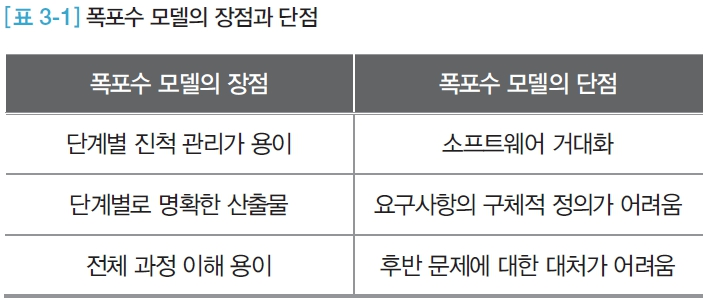 [표 3-1] 폭포수 모델의 장점과 단점
폭포수 모델의 장점 폭포수 모델의 단점
단계별 진척 관리가 용이 소프트웨어 거대화
단계별로 명확한 산출물 요구사항의 구체적 정의가 어려움
전체 과정 이해 용이 후반 문제에 대한 대처가 어려움